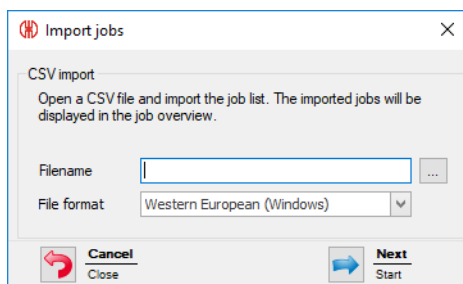 Import jobs
CSV import
Open a CSV file and import the job list. The imported jobs will be
displayed in the job overview.
Filename
...
File format Western European (Windows)
Cancel Next
Close Start